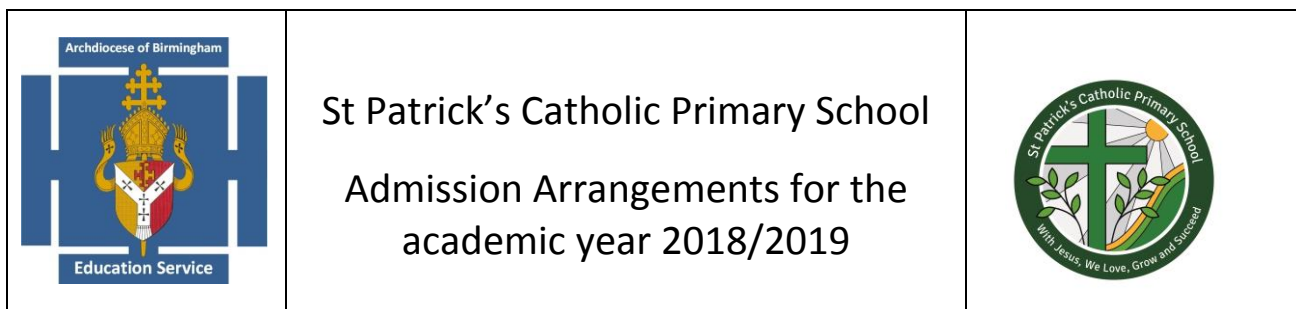 Archdiocese of Birmingham
Education Service
St Patrick’s Catholic Primary School
Admission Arrangements for the
academic year 2018/2019
St Patrick's Catholic Primary School
With Jesus, We Love, Grow and Succeed